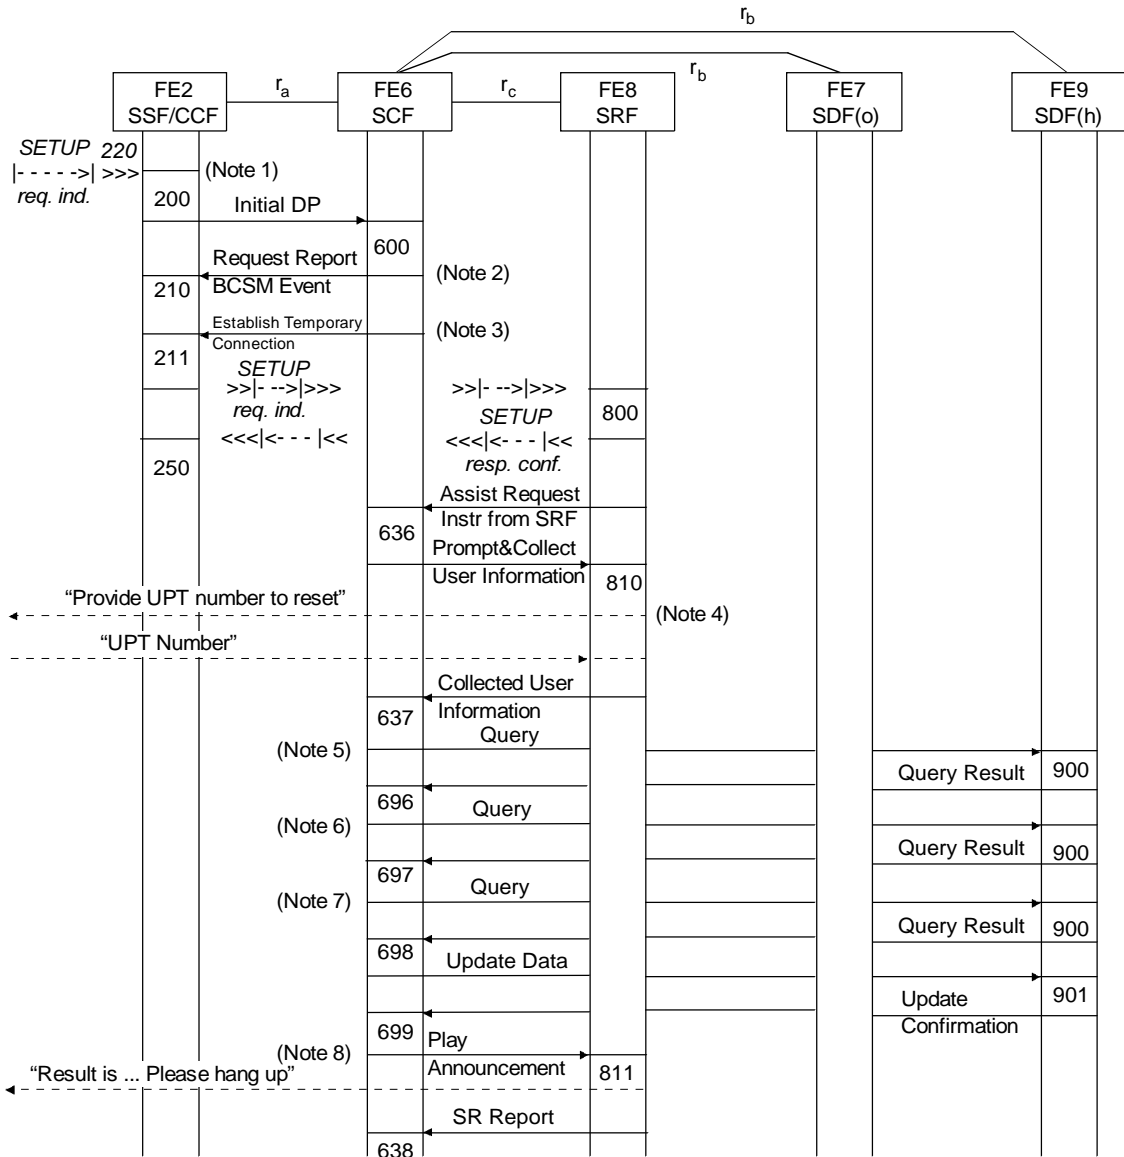 r_b
r_b
FE2
SSF/CCF
r_a
FE6
SCF
r_c
FE8
SRF
FE7
SDF(o)
FE9
SDF(h)
SETUP 220
|- - - - ->| >>>
req. ind.
(Note 1)
200
Initial DP
600
Request Report
BCSM Event
(Note 2)
210
Establish Temporary
Connection
(Note 3)
211
SETUP
>>|- -->|>>>
req. ind.
<<<|<- - - |<<
>>|- -->|>>>
SETUP
<<<|<- - - |<<
resp. conf.
800
250
Assist Request
Instr from SRF
636
Prompt&Collect
User Information
810
“Provide UPT number to reset”
(Note 4)
“UPT Number”
Collected User
Information
637
Query
(Note 5)
Query Result
900
696
Query
(Note 6)
Query Result
900
697
Query
(Note 7)
Query Result
900
698
Update Data
Update
Confirmation
901
699
Play
Announcement
(Note 8)
811
“Result is ... Please hang up”
SR Report
638